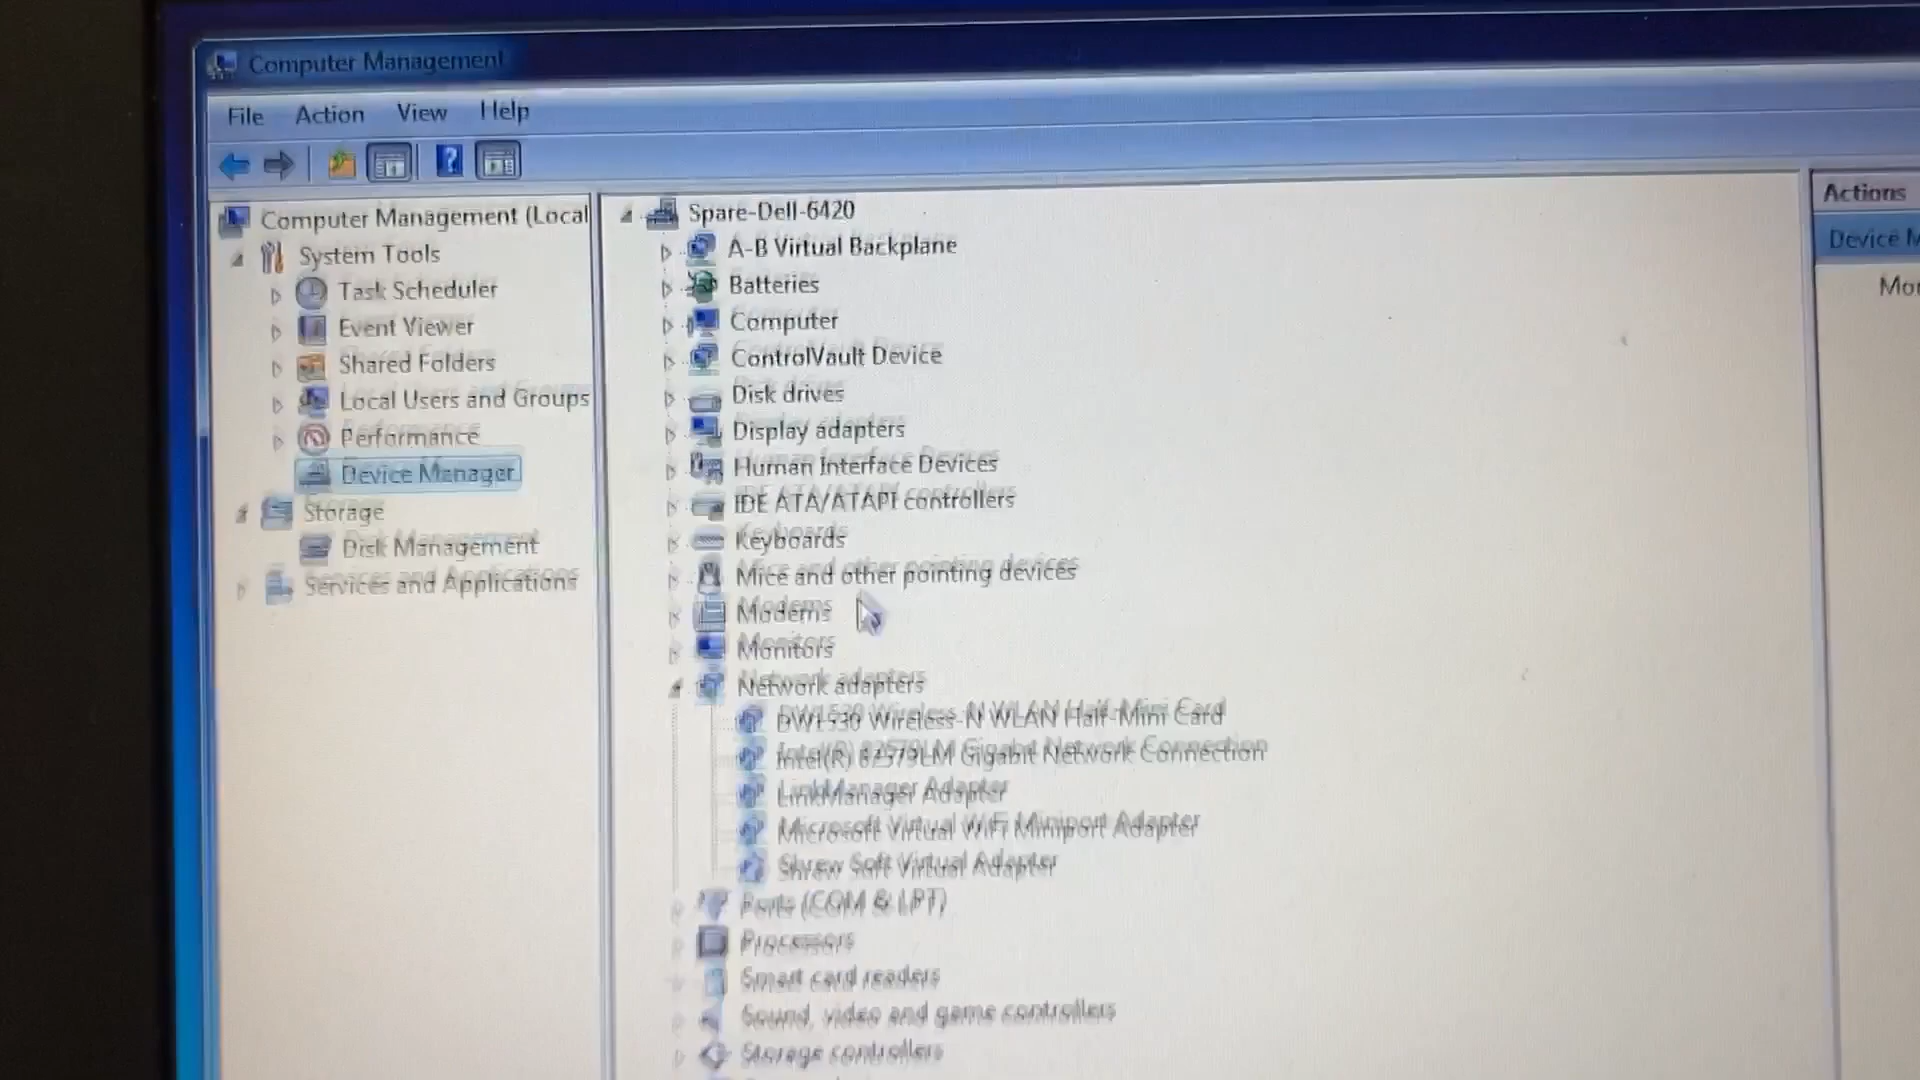 Computer Management
File Action View Help
Computer Management (Local
System Tools
Task Scheduler
Event Viewer
Shared Folders
Local Users and Groups
Performance
Device Manager
Storage
Disk Management
Services and Applications
Spare-Dell-6420
A-B Virtual Backplane
Batteries
Computer
ControlVault Device
Disk drives
Display adapters
Human Interface Devices
IDE ATA/ATAPI controllers
Keyboards
Mice and other pointing devices
Modems
Monitors
Network adapters
DW1530 Wireless-N WLAN Half-Mini Card
Intel(R) 82579LM Gigabit Network Connection
LinkManager Adapter
Microsoft Virtual WiFi Miniport Adapter
Shrew Soft Virtual Adapter
Ports (COM & LPT)
Processors
Smart card readers
Sound, video and game controllers
Storage controllers
Actions
Device M
Mor